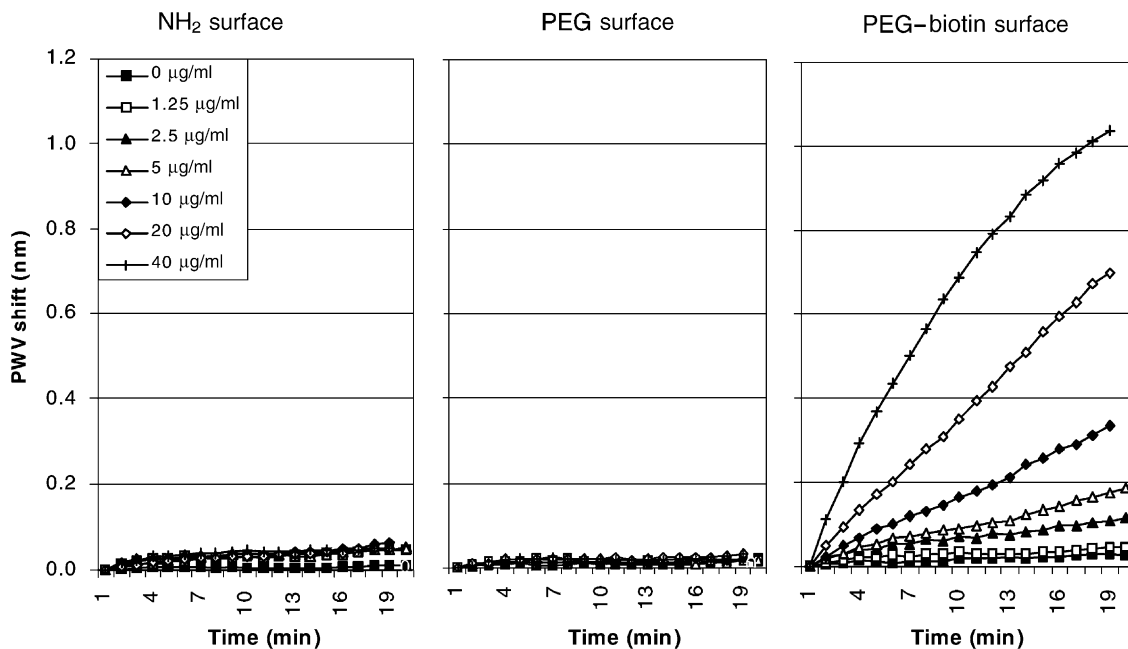 NH₂ surface
PEG surface
PEG–biotin surface
PWV shift (nm)
1.2
1.0
0.8
0.6
0.4
0.2
0.0
0 µg/ml
1.25 µg/ml
2.5 µg/ml
5 µg/ml
10 µg/ml
20 µg/ml
40 µg/ml
1 4 7 10 13 16 19
1 4 7 10 13 16 19
1 4 7 10 13 16 19
Time (min)
Time (min)
Time (min)